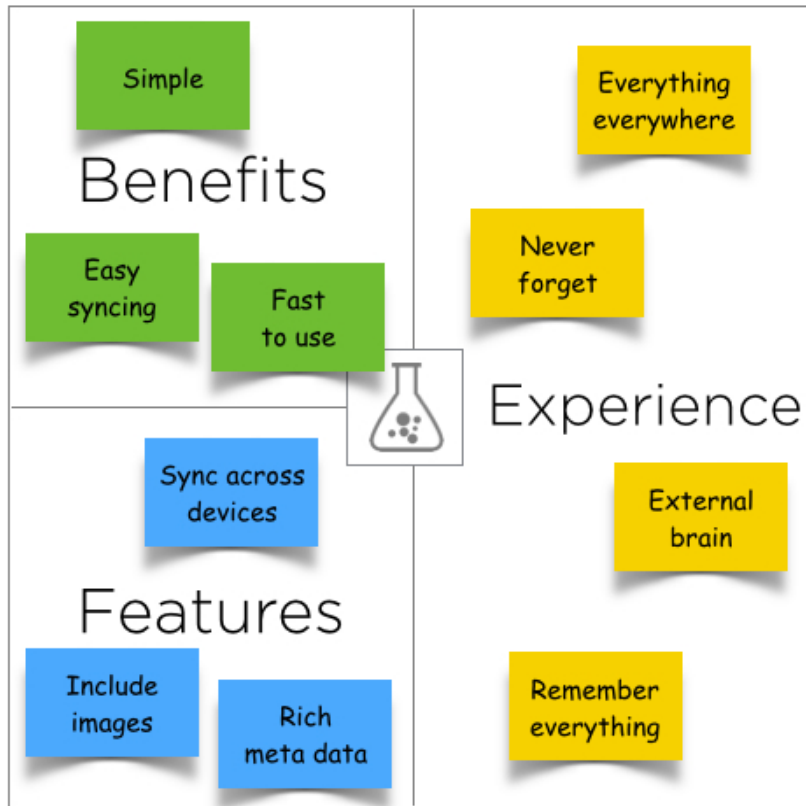 Simple
Benefits
Easy
syncing
Fast
to use
Sync across
devices
Features
Include
images
Rich
meta data
Everything
everywhere
Never
forget
Experience
External
brain
Remember
everything